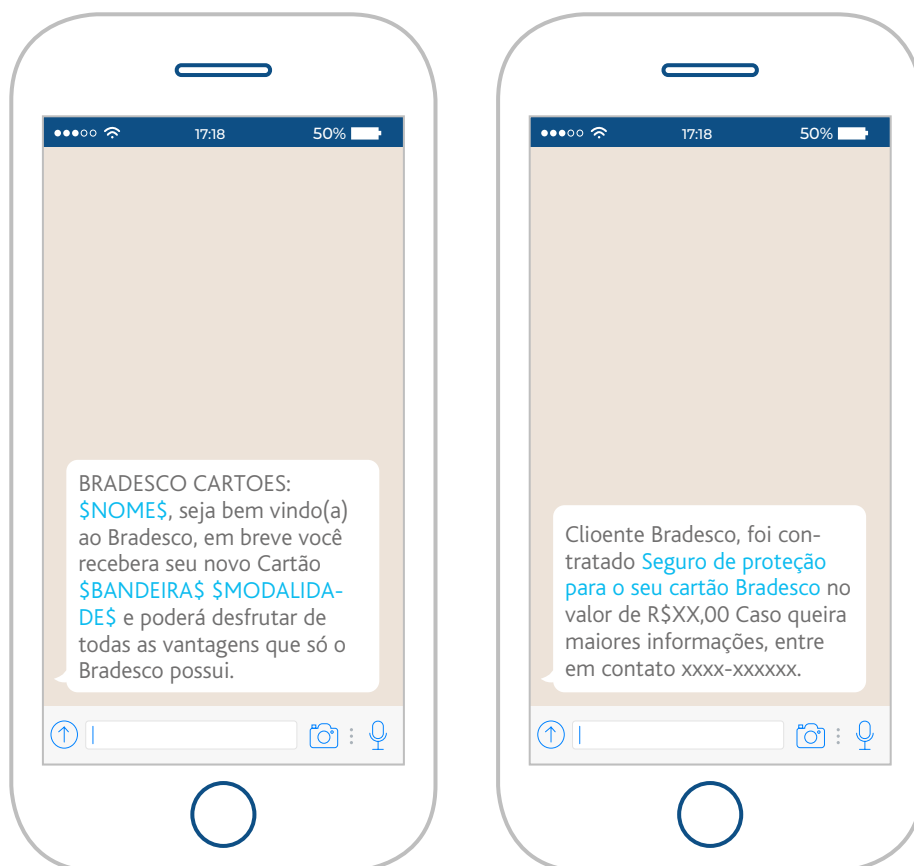 17:18
50%
BRADESCO CARTOES:
$NOME$, seja bem vindo(a)
ao Bradesco, em breve você
recebera seu novo Cartão
$BANDEIRA$ $MODALIDA-
DE$ e poderá desfrutar de
todas as vantagens que só o
Bradesco possui.
17:18
50%
Clioente Bradesco, foi con-
tratado Seguro de proteção
para o seu cartão Bradesco no
valor de R$XX,00 Caso queira
maiores informações, entre
em contato xxxx-xxxxxx.